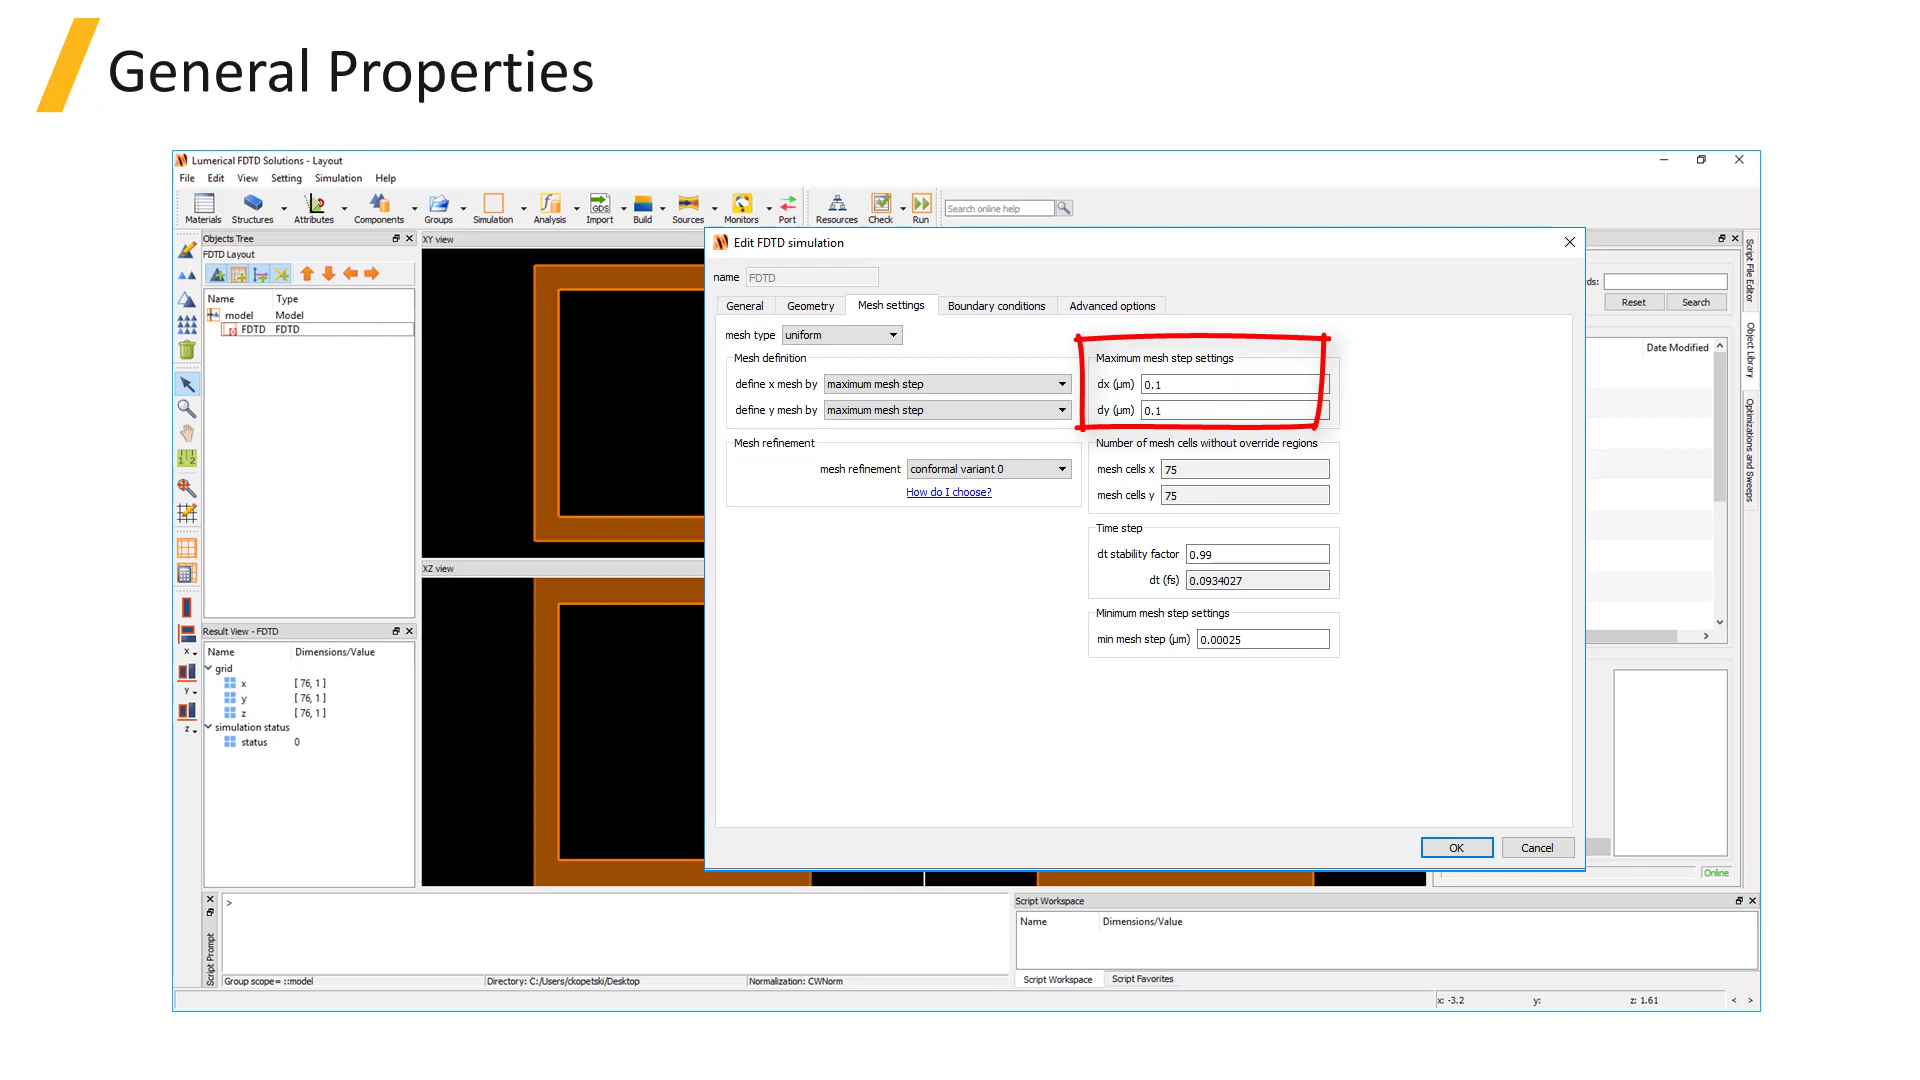 General Properties
Lumerical FDTD Solutions - Layout
File Edit View Setting Simulation Help
Materials Structures Attributes Components Groups Simulation Analysis Import Build Sources Monitors Port Resources Check Run
GDS
Search online help
Objects Tree
XY view
FDTD Layout
Name Type
model Model
FDTD FDTD
Edit FDTD simulation
name FDTD
General Geometry Mesh settings Boundary conditions Advanced options
mesh type uniform
Mesh definition
define x mesh by maximum mesh step
define y mesh by maximum mesh step
Maximum mesh step settings
dx (µm) 0.1
dy (µm) 0.1
Mesh refinement
mesh refinement conformal variant 0
How do I choose?
Number of mesh cells without override regions
mesh cells x 75
mesh cells y 75
Time step
dt stability factor 0.99
dt (fs) 0.0934027
Minimum mesh step settings
min mesh step (µm) 0.00025
OK Cancel
Reset Search
Date Modified
Online
Script File Editor
Object Library
Optimizations and Sweeps
XZ view
Result View - FDTD
Name Dimensions/Value
grid
x [ 76, 1 ]
y [ 76, 1 ]
z [ 76, 1 ]
simulation status
status 0
x
y
z
>
Script Prompt
Group scope= ::model Directory: C:/Users/ckopetski/Desktop Normalization: CWNorm
Script Workspace
Name Dimensions/Value
Script Workspace Script Favorites
x: -3.2 y: z: 1.61 < >